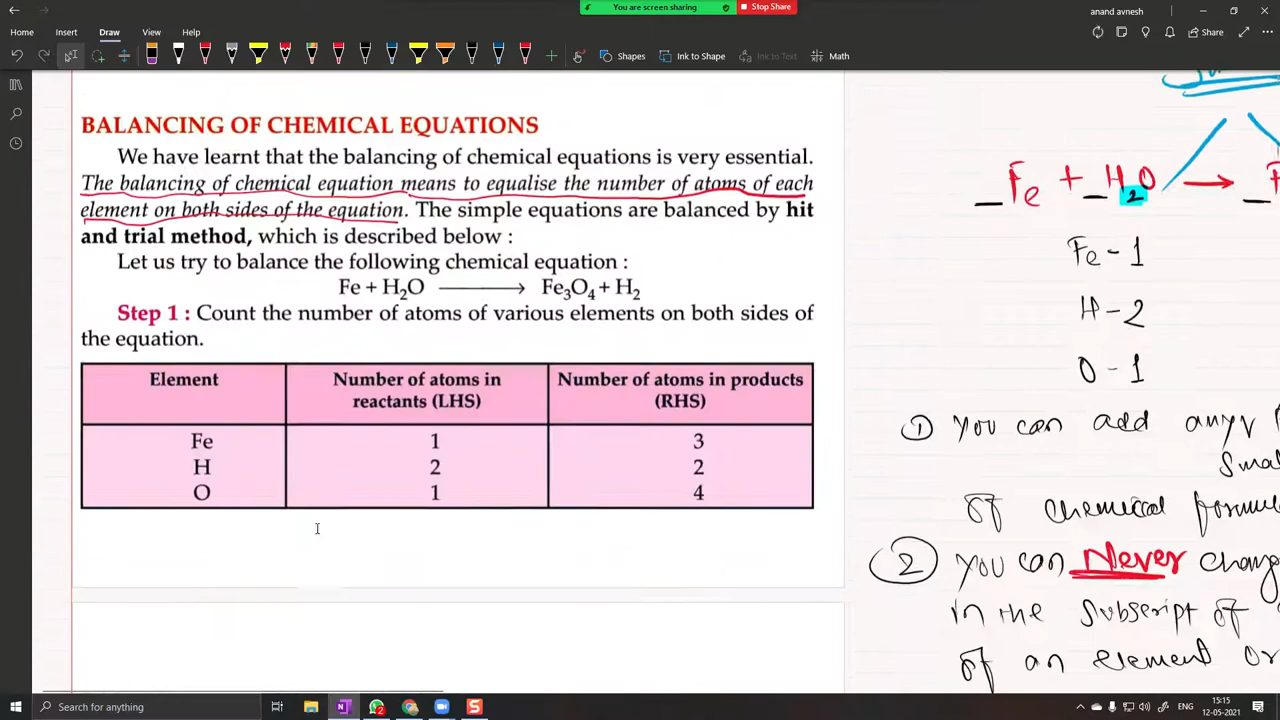 You are screen sharing
Stop Share
anand avnesh
Home Insert Draw View Help
Share
Shapes Ink to Shape Ink to Text Math
BALANCING OF CHEMICAL EQUATIONS
We have learnt that the balancing of chemical equations is very essential.
The balancing of chemical equation means to equalise the number of atoms of each
element on both sides of the equation. The simple equations are balanced by hit
and trial method, which is described below :
Let us try to balance the following chemical equation :
Fe + H₂O ⟶ Fe₃O₄ + H₂
Step 1 : Count the number of atoms of various elements on both sides of
the equation.
Element Number of atoms in reactants (LHS) Number of atoms in products (RHS)
Fe 1 3
H 2 2
O 1 4
_Fe + _H₂O → _F
Fe - 1
H - 2
O - 1
① You can add any
Smal
of chemical formu
② You can Never chang
in the Subscript of
of an element or
Search for anything
ENG
15:15
12-05-2021